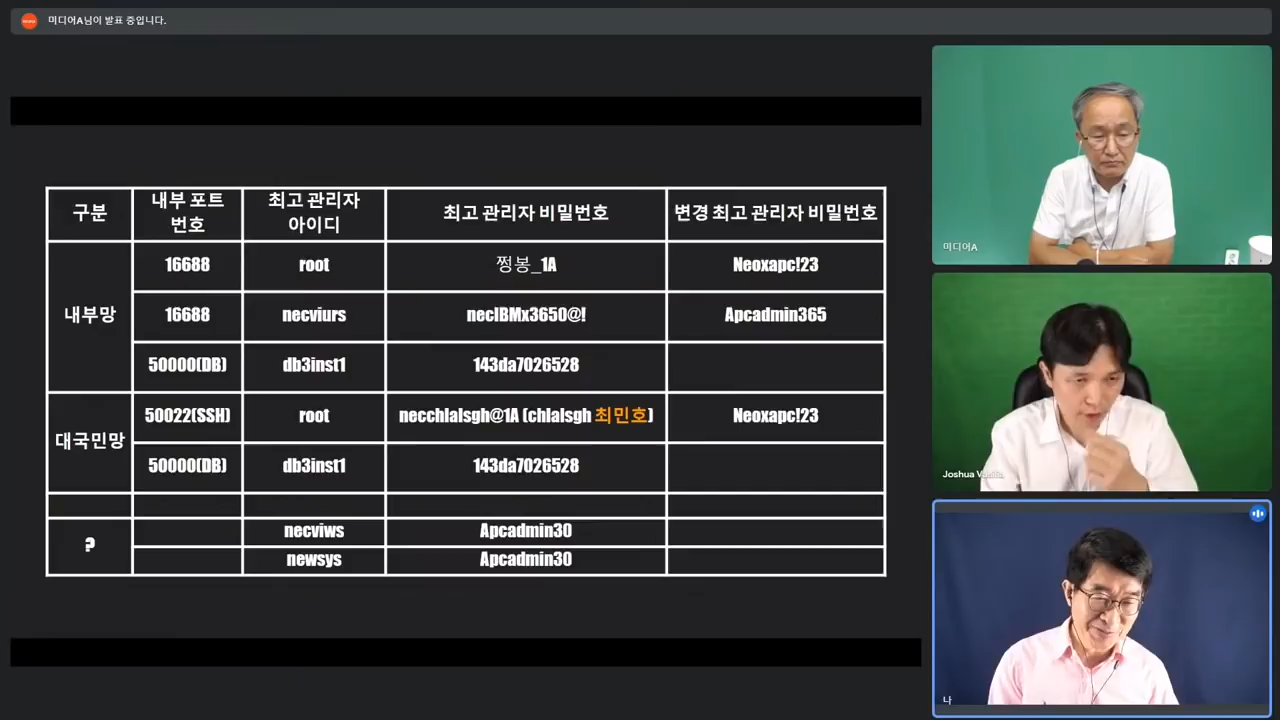 미디어A님이 발표 중입니다.
구분 내부 포트 번호 최고 관리자 아이디 최고 관리자 비밀번호 변경 최고 관리자 비밀번호
내부망 16688 root 쩡봉_1A Neoxapc!23
16688 necviurs necIBMx3650@! Apcadmin365
50000(DB) db3inst1 143da7026528
대국민망 50022(SSH) root necchlalsgh@1A (chlalsgh 최민호) Neoxapc!23
50000(DB) db3inst1 143da7026528
? necviws Apcadmin30
newsys Apcadmin30
미디어A
Joshua
나